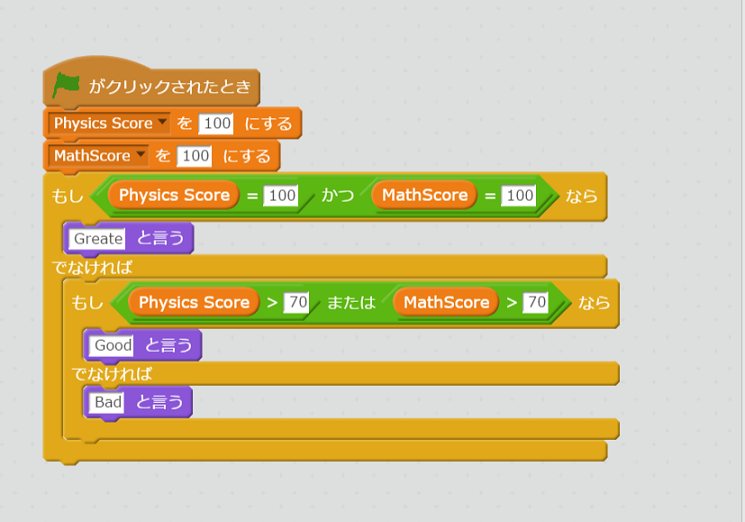 がクリックされたとき
Physics Score を 100 にする
MathScore を 100 にする
もし Physics Score = 100 かつ MathScore = 100 なら
Greate と言う
でなければ
もし Physics Score > 70 または MathScore > 70 なら
Good と言う
でなければ
Bad と言う